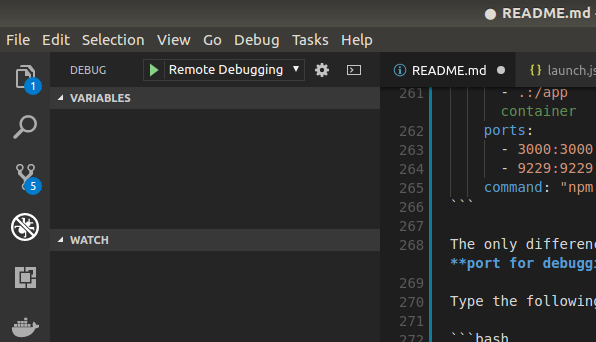 ● README.md
File Edit Selection View Go Debug Tasks Help
DEBUG Remote Debugging
README.md
launch.js
1
5
VARIABLES
WATCH
261 - .:/app
container
262 ports:
263 - 3000:3000
264 - 9229:9229
265 command: "npm
266 ```
267
268 The only differenc
**port for debuggi
269
270 Type the following
271
272 ```bash